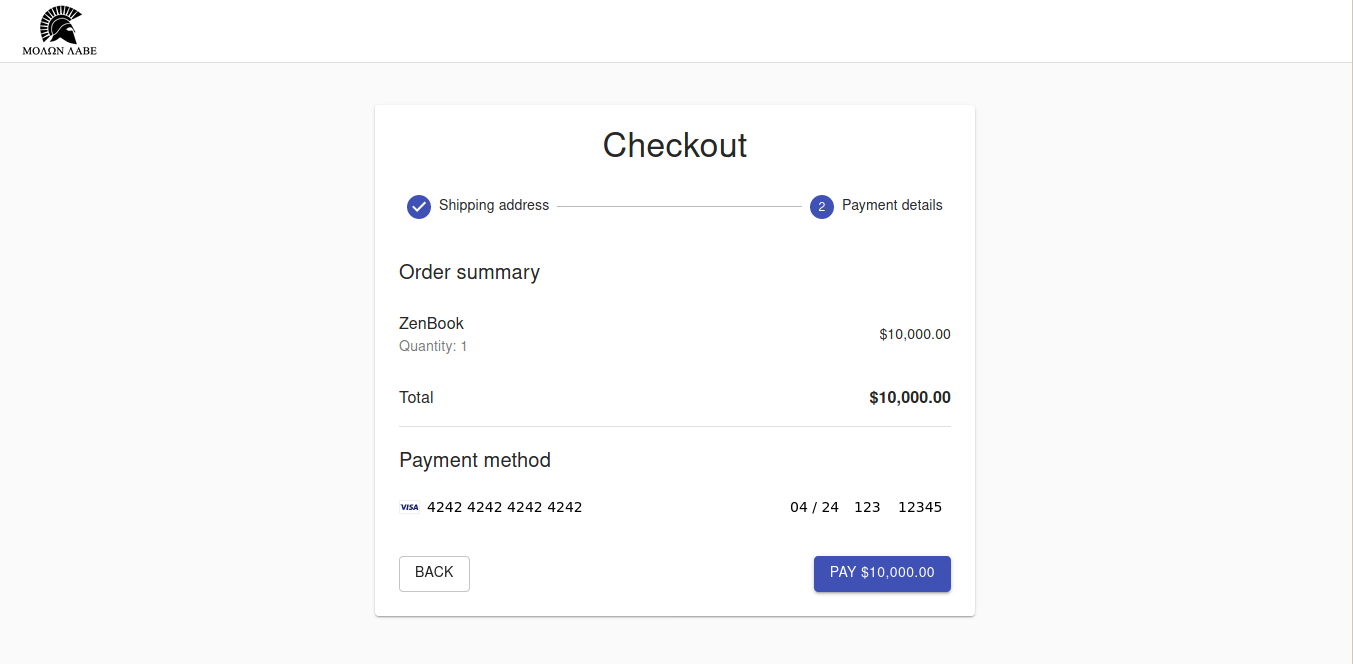 ΜΟΛΩΝ ΛΑΒΕ
Checkout
Shipping address
2 Payment details
Order summary
ZenBook
$10,000.00
Quantity: 1
Total $10,000.00
Payment method
VISA 4242 4242 4242 4242 04 / 24 123 12345
BACK PAY $10,000.00